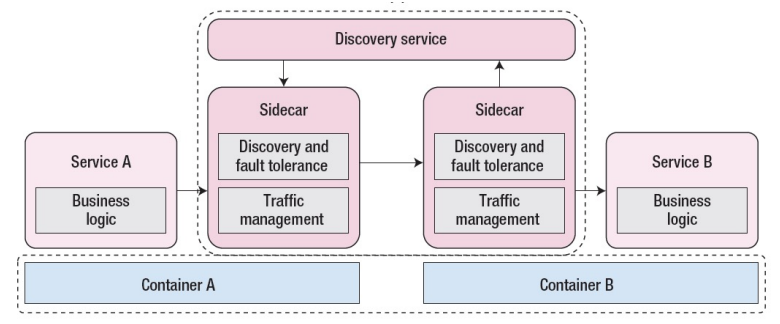 Discovery service
Sidecar
Discovery and
fault tolerance
Traffic
management
Sidecar
Discovery and
fault tolerance
Traffic
management
Service A
Business
logic
Service B
Business
logic
Container A
Container B